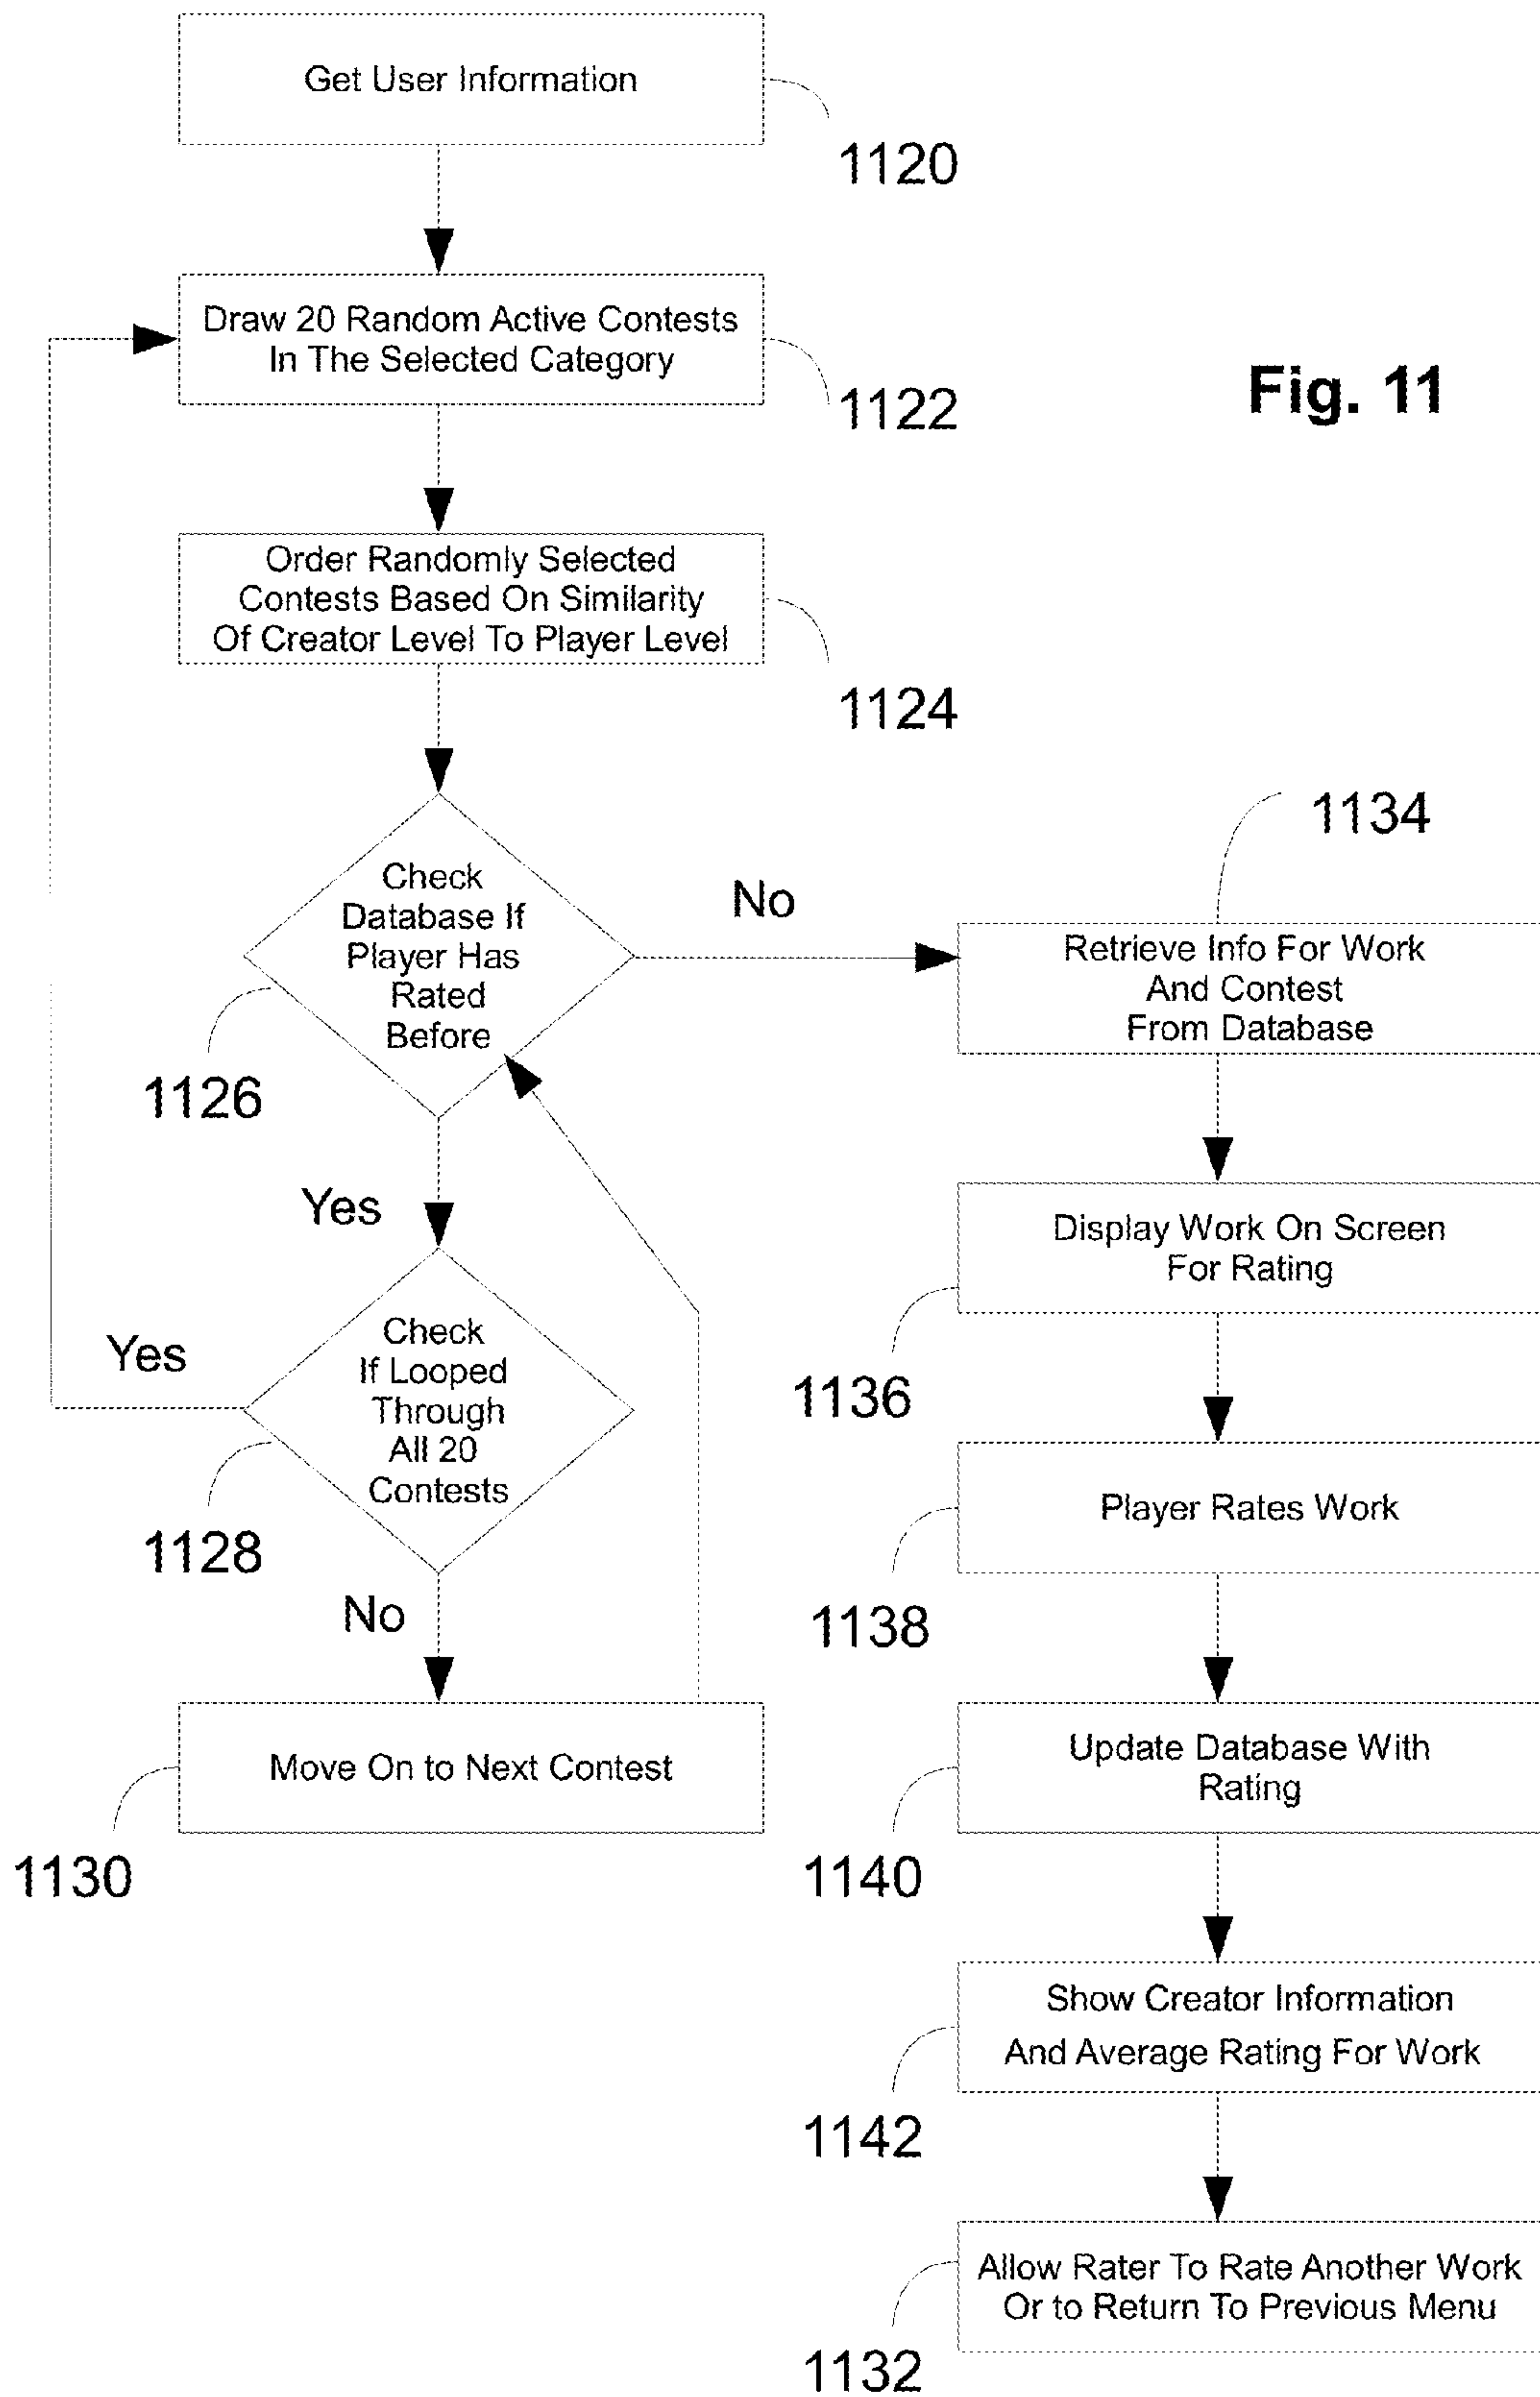 Get User Information
1120
Draw 20 Random Active Contests
In The Selected Category
1122
Fig. 11
Order Randomly Selected
Contests Based On Similarity
Of Creator Level To Player Level
1124
Check
Database If
Player Has
Rated
Before
1126
No
1134
Retrieve Info For Work
And Contest
From Database
Yes
Display Work On Screen
For Rating
1136
Check
If Looped
Through
All 20
Contests
Yes
1128
Player Rates Work
1138
No
Move On to Next Contest
1130
Update Database With
Rating
1140
Show Creator Information
And Average Rating For Work
1142
Allow Rater To Rate Another Work
Or to Return To Previous Menu
1132